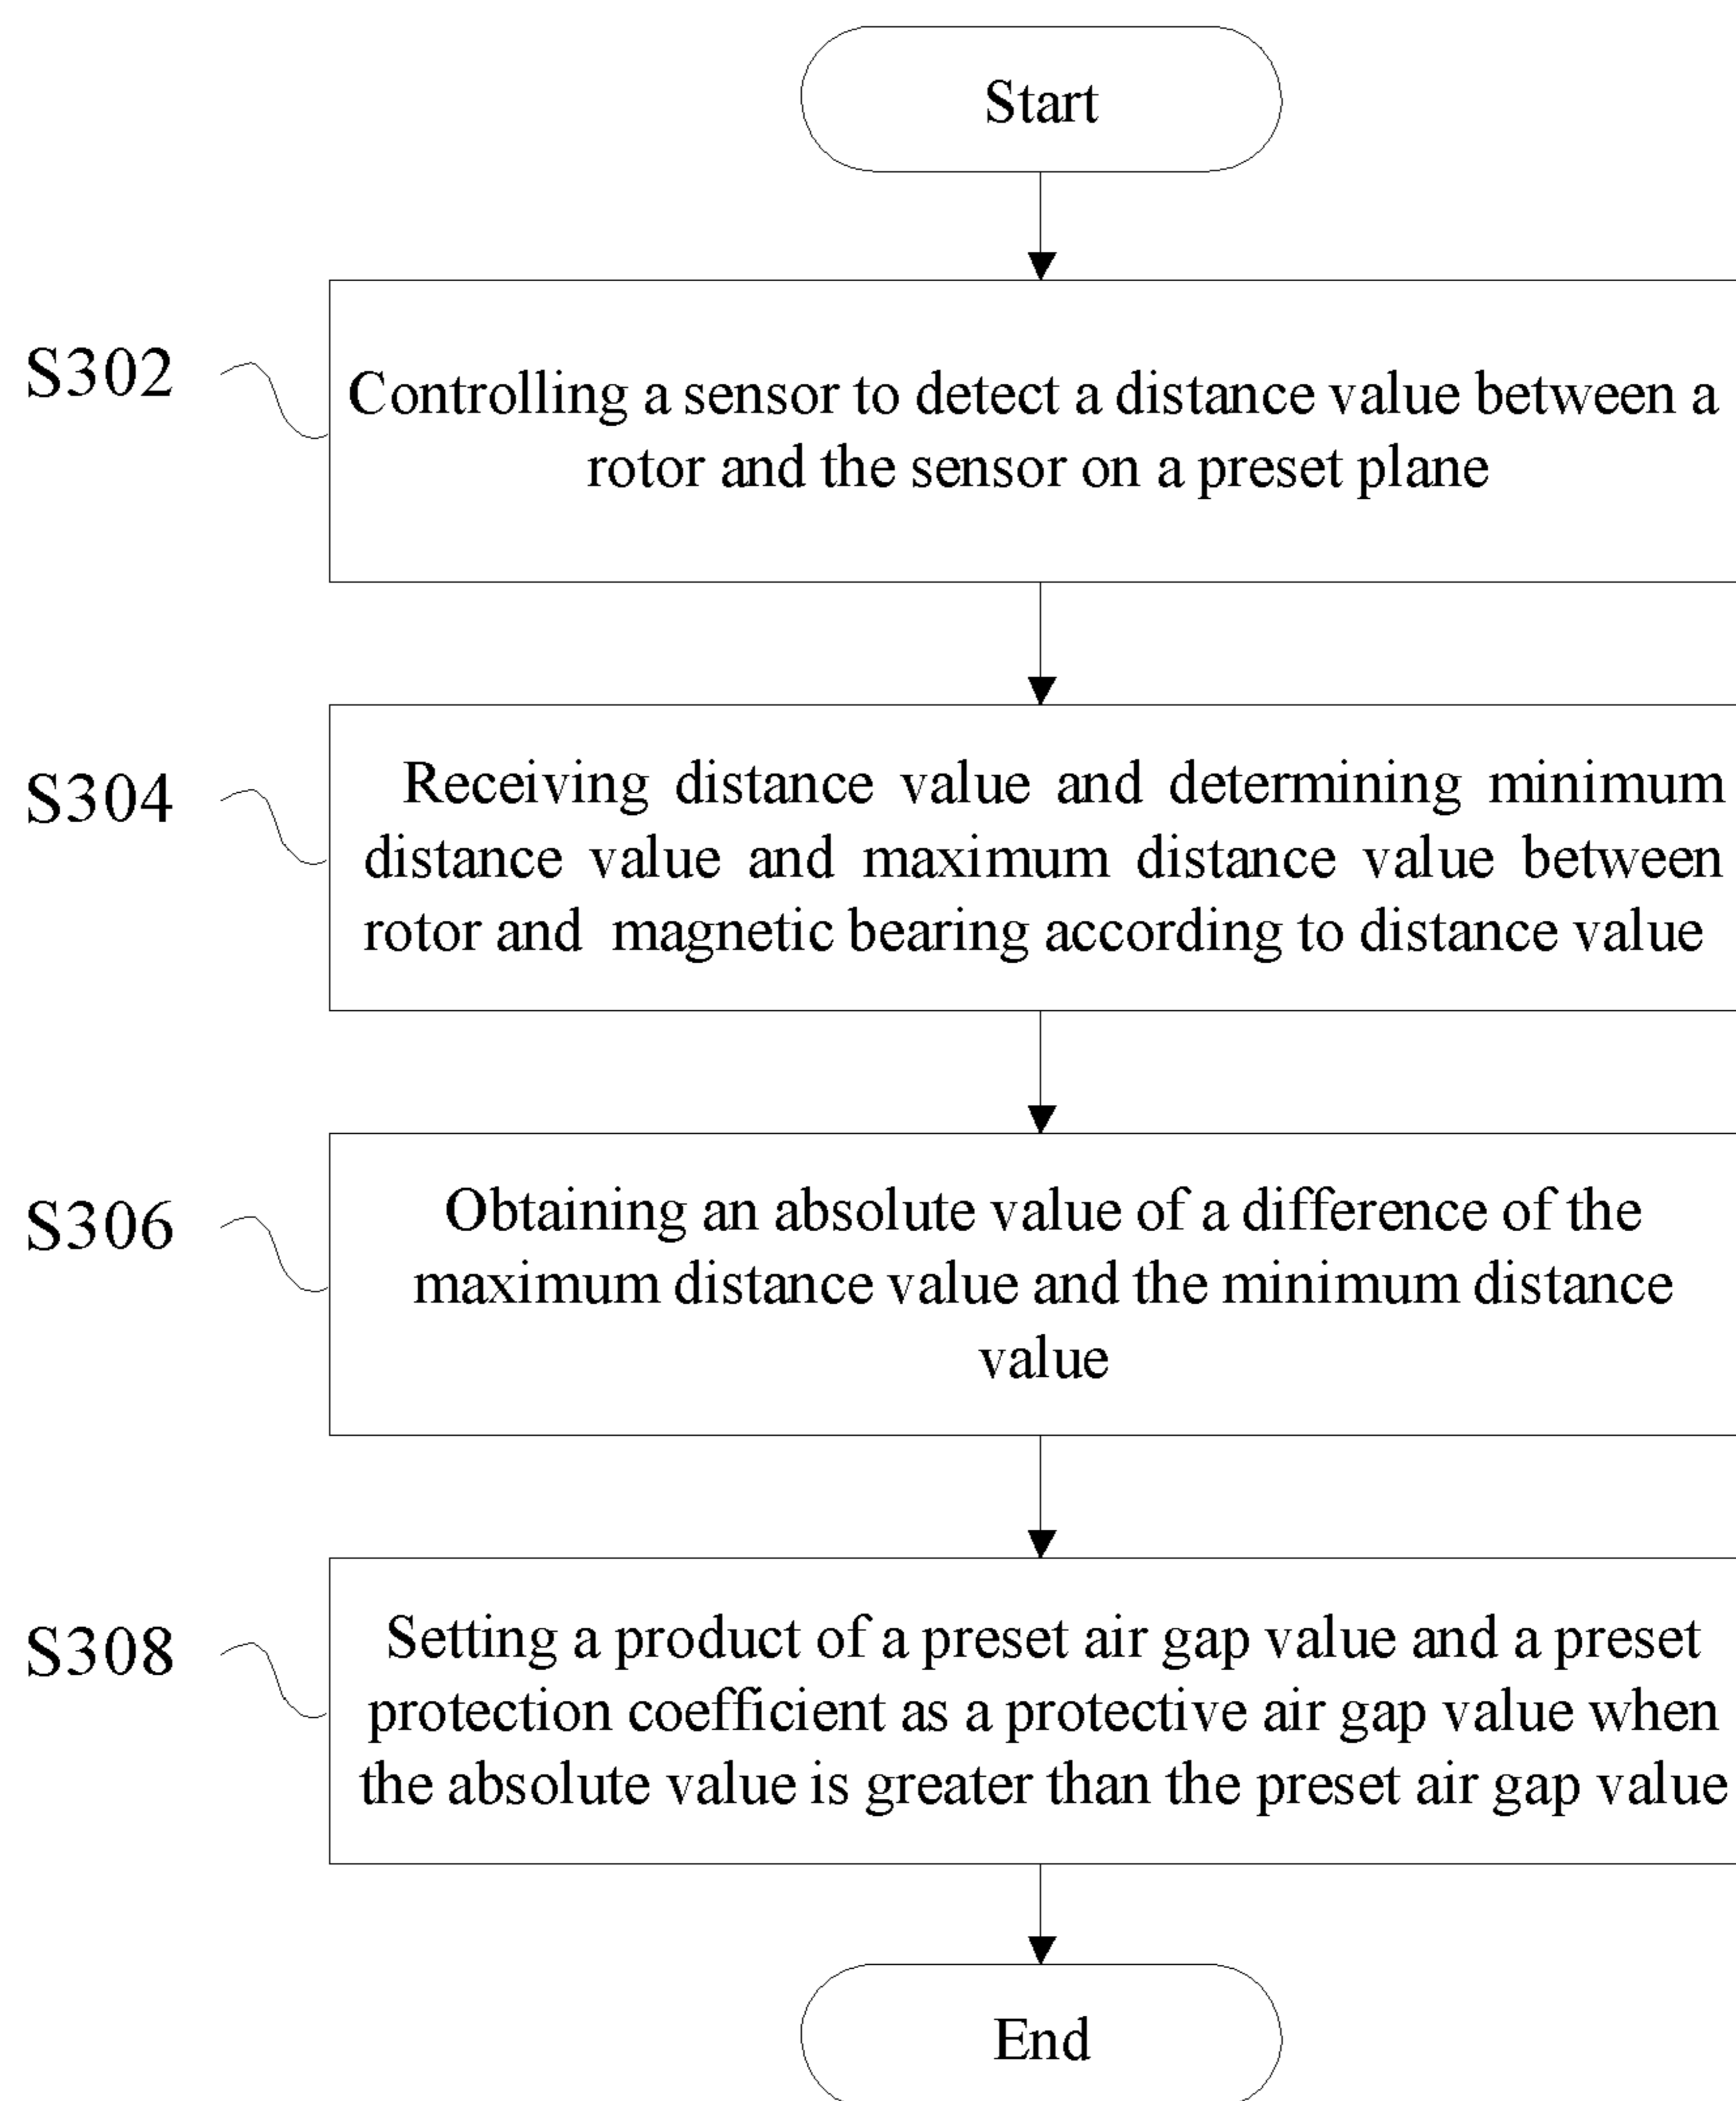 Start
S302
Controlling a sensor to detect a distance value between a
rotor and the sensor on a preset plane
S304
Receiving distance value and determining minimum
distance value and maximum distance value between
rotor and magnetic bearing according to distance value
S306
Obtaining an absolute value of a difference of the
maximum distance value and the minimum distance
value
S308
Setting a product of a preset air gap value and a preset
protection coefficient as a protective air gap value when
the absolute value is greater than the preset air gap value
End